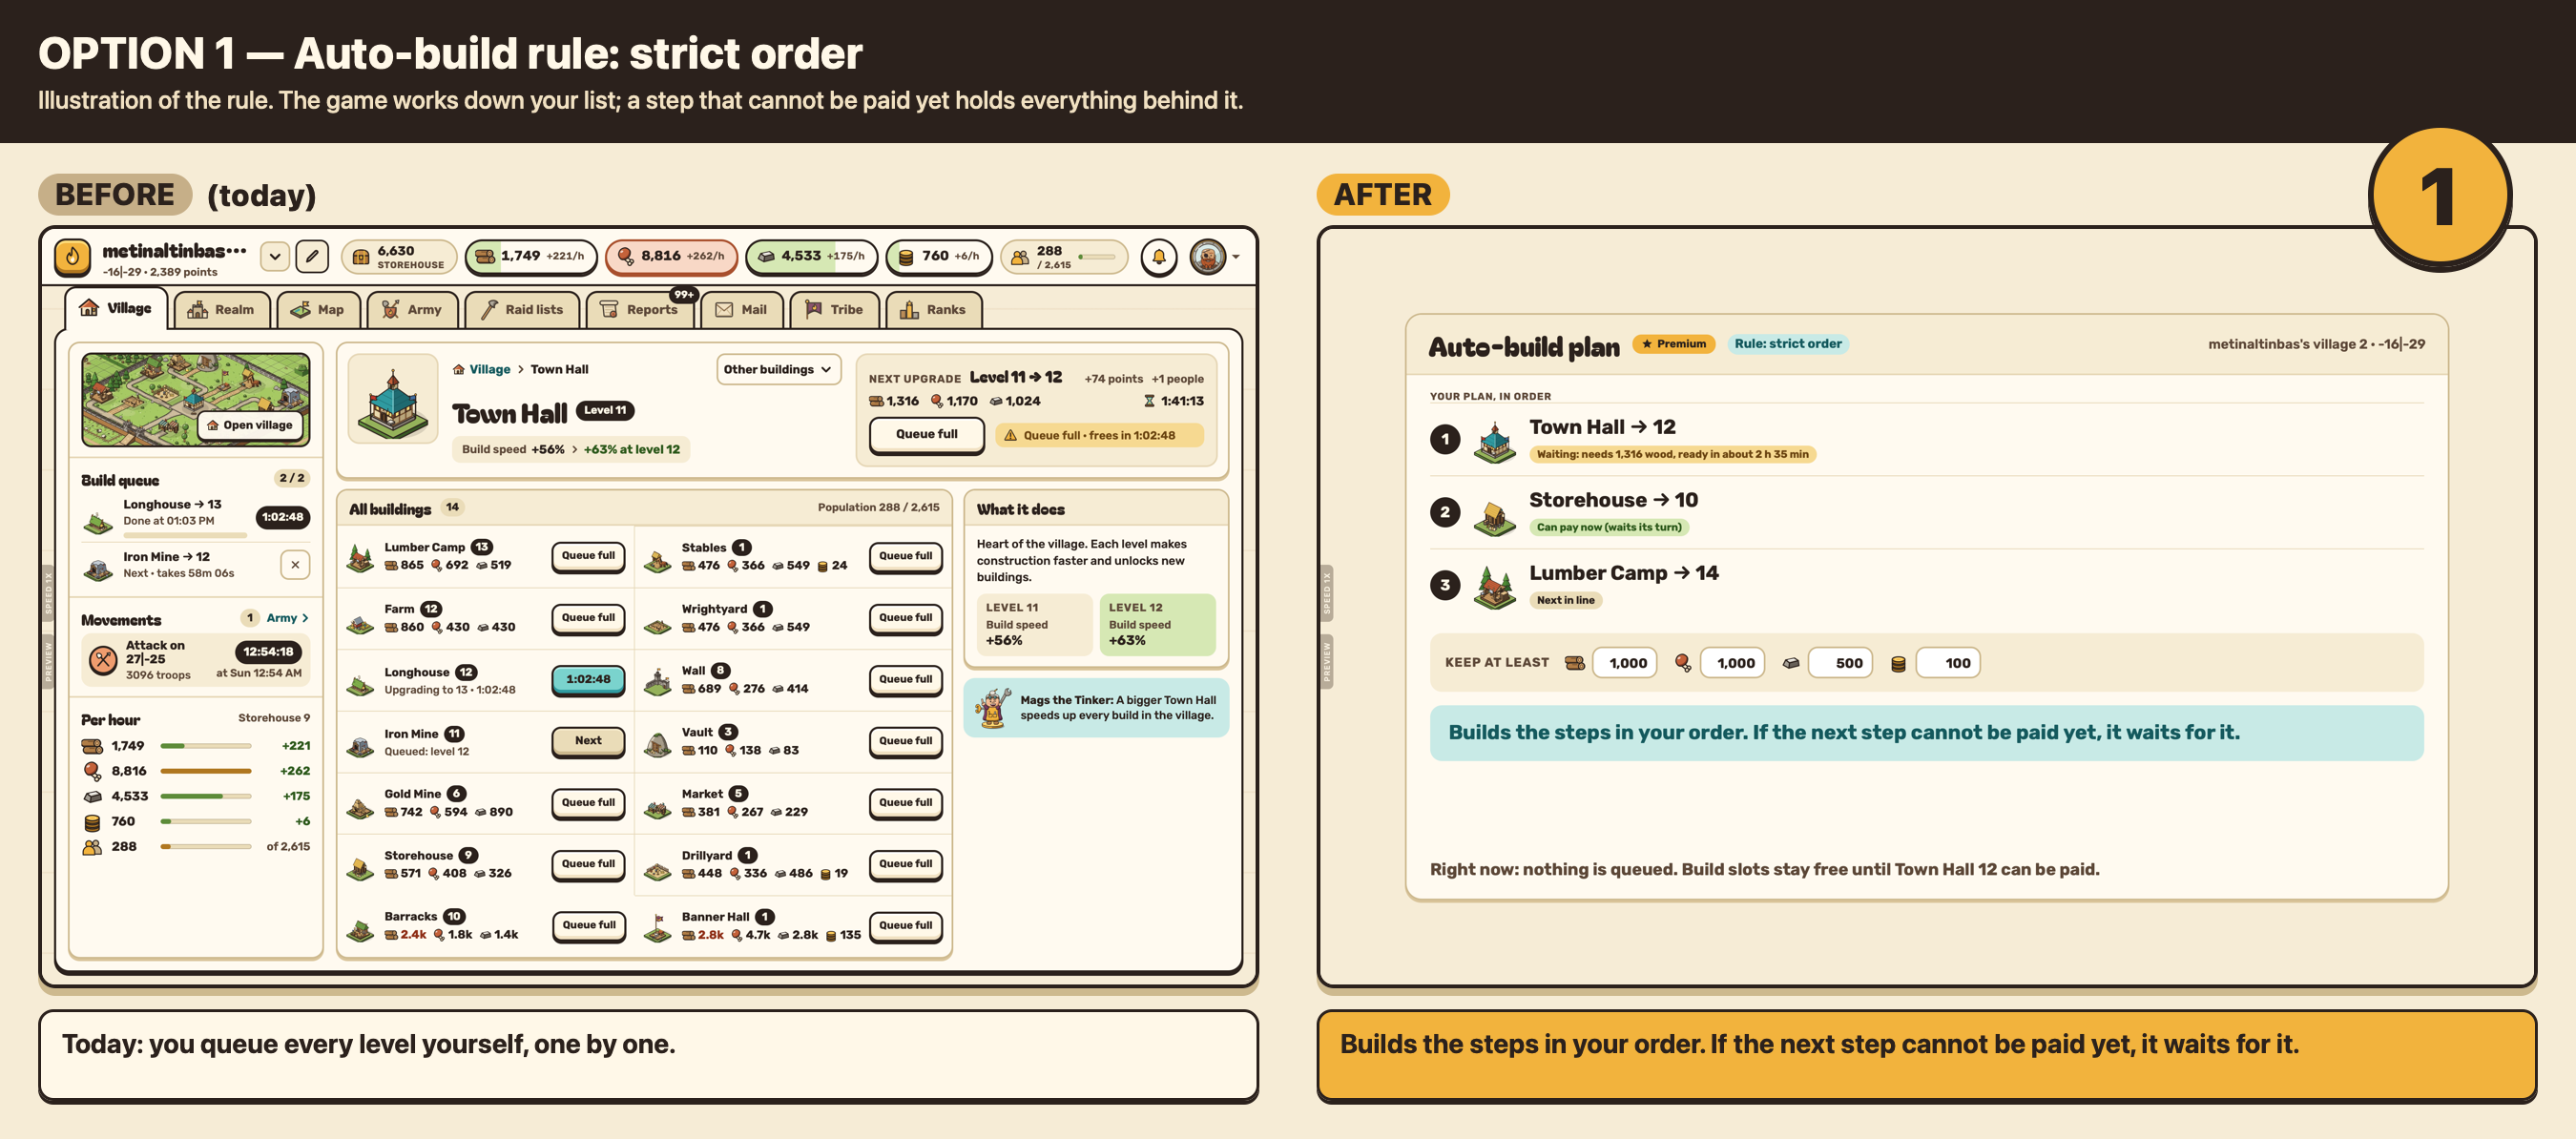 OPTION 1 — Auto-build rule: strict order
Illustration of the rule. The game works down your list; a step that cannot be paid yet holds everything behind it.
BEFORE (today)
metinaltinbas•••
-16|-29 • 2,389 points
6,630
STOREHOUSE
1,749 +221/h
8,816 +262/h
4,533 +175/h
760 +6/h
288
/ 2,615
Village
Realm
Map
Army
Raid lists
Reports
99+
Mail
Tribe
Ranks
Open village
Build queue 2 / 2
Longhouse → 13
Done at 01:03 PM
1:02:48
Iron Mine → 12
Next • takes 58m 06s
×
Movements 1 Army >
Attack on
27|-25
3096 troops
12:54:18
at Sun 12:54 AM
Per hour Storehouse 9
1,749 +221
8,816 +262
4,533 +175
760 +6
288 of 2,615
Village > Town Hall
Other buildings
Town Hall Level 11
Build speed +56% > +63% at level 12
NEXT UPGRADE Level 11 → 12 +74 points +1 people
1,316 1,170 1,024 1:41:13
Queue full
Queue full • frees in 1:02:48
All buildings 14 Population 288 / 2,615
Lumber Camp 13
865 692 519
Queue full
Stables 1
476 366 549 24
Queue full
Farm 12
860 430 430
Queue full
Wrightyard 1
476 366 549
Queue full
Longhouse 12
Upgrading to 13 • 1:02:48
1:02:48
Wall 8
689 276 414
Queue full
Iron Mine 11
Queued: level 12
Next
Vault 3
110 138 83
Queue full
Gold Mine 6
742 594 890
Queue full
Market 5
381 267 229
Queue full
Storehouse 9
571 408 326
Queue full
Drillyard 1
448 336 486 19
Queue full
Barracks 10
2.4k 1.8k 1.4k
Queue full
Banner Hall 1
2.8k 4.7k 2.8k 135
Queue full
What it does
Heart of the village. Each level makes
construction faster and unlocks new
buildings.
LEVEL 11
Build speed
+56%
LEVEL 12
Build speed
+63%
Mags the Tinker: A bigger Town Hall
speeds up every build in the village.
SPEED 1X
PREVIEW
Today: you queue every level yourself, one by one.
AFTER
1
Auto-build plan Premium Rule: strict order metinaltinbas's village 2 • -16|-29
YOUR PLAN, IN ORDER
1 Town Hall → 12
Waiting: needs 1,316 wood, ready in about 2 h 35 min
2 Storehouse → 10
Can pay now (waits its turn)
3 Lumber Camp → 14
Next in line
KEEP AT LEAST 1,000 1,000 500 100
Builds the steps in your order. If the next step cannot be paid yet, it waits for it.
Right now: nothing is queued. Build slots stay free until Town Hall 12 can be paid.
SPEED 1X
PREVIEW
Builds the steps in your order. If the next step cannot be paid yet, it waits for it.